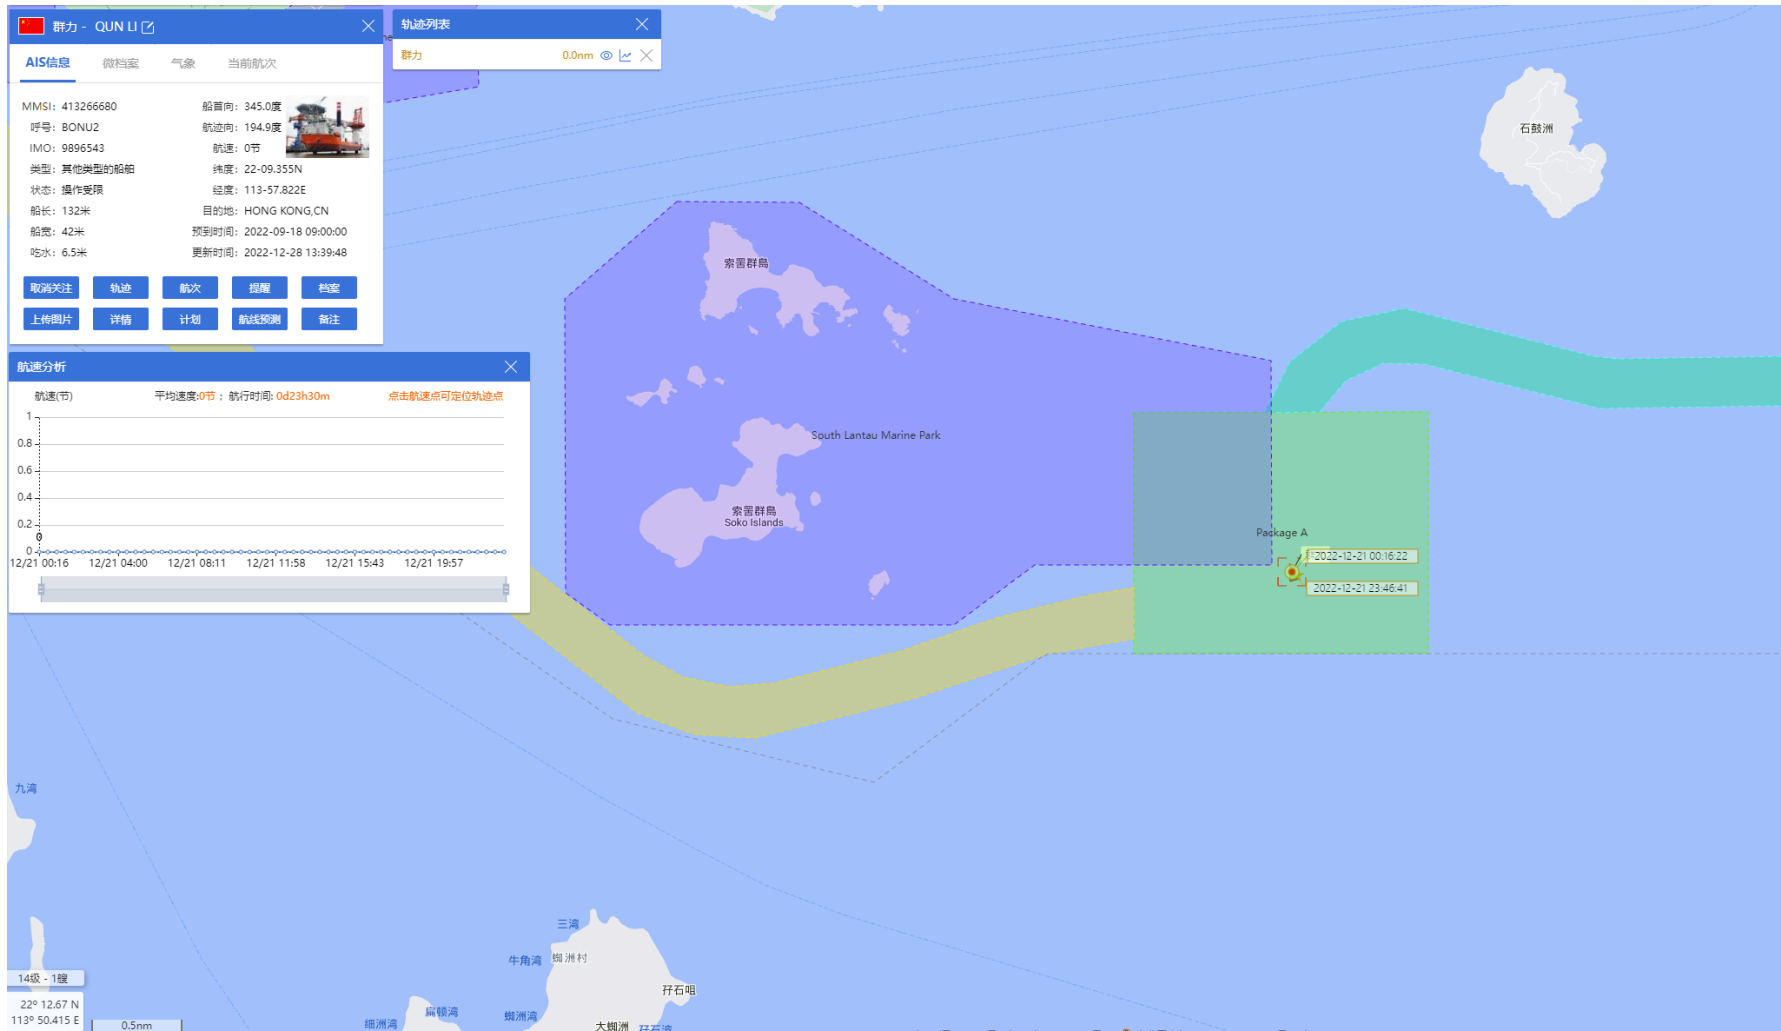 群力 - QUN LI
AIS信息 微档案 气象 当前航次
MMSI: 413266680 船首向: 345.0度
呼号: BONU2 航迹向: 194.9度
IMO: 9896543 航速: 0节
类型: 其他类型的船舶 纬度: 22-09.355N
状态: 操作受限 经度: 113-57.822E
船长: 132米 目的地: HONG KONG,CN
船宽: 42米 预到时间: 2022-09-18 09:00:00
吃水: 6.5米 更新时间: 2022-12-28 13:39:48
取消关注 轨迹 航次 提醒 档案
上传图片 详情 计划 航线预测 备注
轨迹列表
群力 0.0nm
航速分析
航速(节) 平均速度:0节 ; 航行时间: 0d23h30m 点击航速点可定位轨迹点
1
0.8
0.6
0.4
0.2
0
0
12/21 00:16 12/21 04:00 12/21 08:11 12/21 11:58 12/21 15:43 12/21 19:57
石鼓洲
索罟群島
South Lantau Marine Park
索罟群島
Soko Islands
Package A
2022-12-21 00:16:22
2022-12-21 23:46:41
九湾
三湾
牛角湾
蜘洲村
孖石咀
扁顿湾
细洲湾
蜘洲湾
大蜘洲
孖石湾
14级 - 1艘
22º 12.67 N
113º 50.415 E
0.5nm